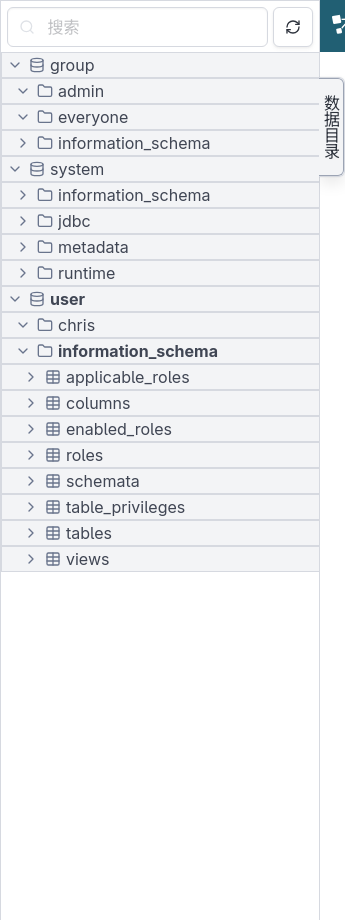 搜索
group
admin
everyone
information_schema
system
information_schema
jdbc
metadata
runtime
user
chris
information_schema
applicable_roles
columns
enabled_roles
roles
schemata
table_privileges
tables
views
数据目录